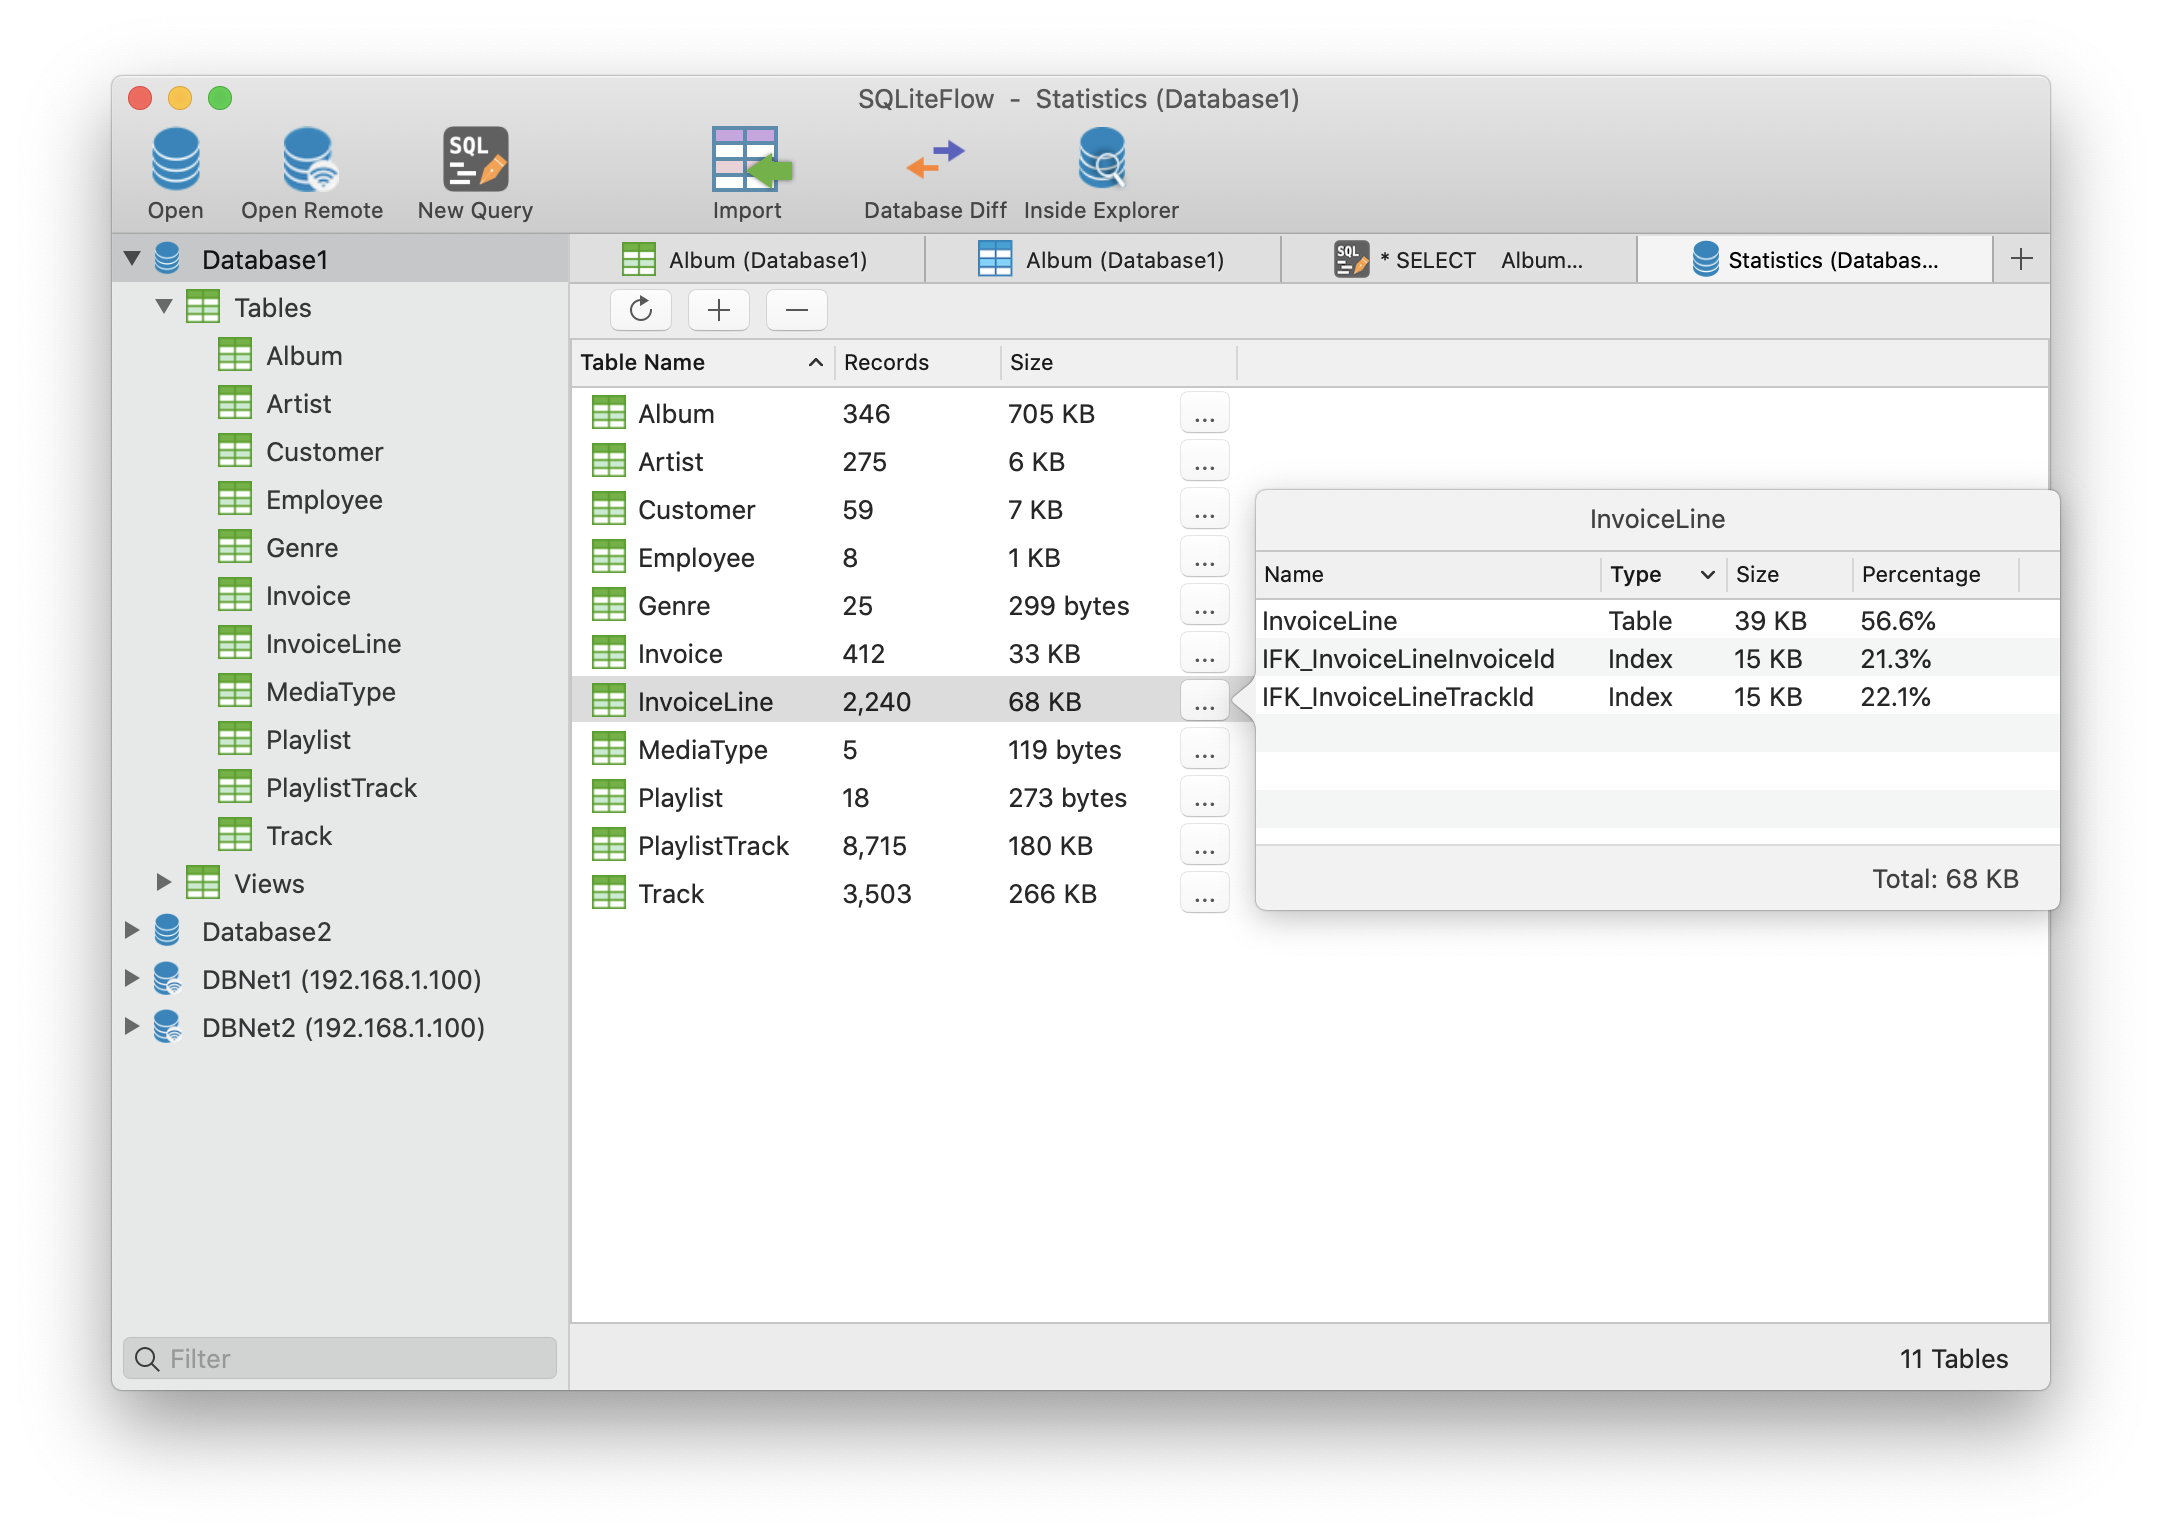 SQLiteFlow - Statistics (Database1)
Open
Open Remote
SQL
New Query
Import
Database Diff
Inside Explorer
Database1
Tables
Album
Artist
Customer
Employee
Genre
Invoice
InvoiceLine
MediaType
Playlist
PlaylistTrack
Track
Views
Database2
DBNet1 (192.168.1.100)
DBNet2 (192.168.1.100)
Filter
Album (Database1)
Album (Database1)
SQL * SELECT Album...
Statistics (Databas...
Table Name Records Size
Album 346 705 KB ...
Artist 275 6 KB ...
Customer 59 7 KB ...
Employee 8 1 KB ...
Genre 25 299 bytes ...
Invoice 412 33 KB ...
InvoiceLine 2,240 68 KB ...
MediaType 5 119 bytes ...
Playlist 18 273 bytes ...
PlaylistTrack 8,715 180 KB ...
Track 3,503 266 KB ...
InvoiceLine
Name Type Size Percentage
InvoiceLine Table 39 KB 56.6%
IFK_InvoiceLineInvoiceId Index 15 KB 21.3%
IFK_InvoiceLineTrackId Index 15 KB 22.1%
Total: 68 KB
11 Tables